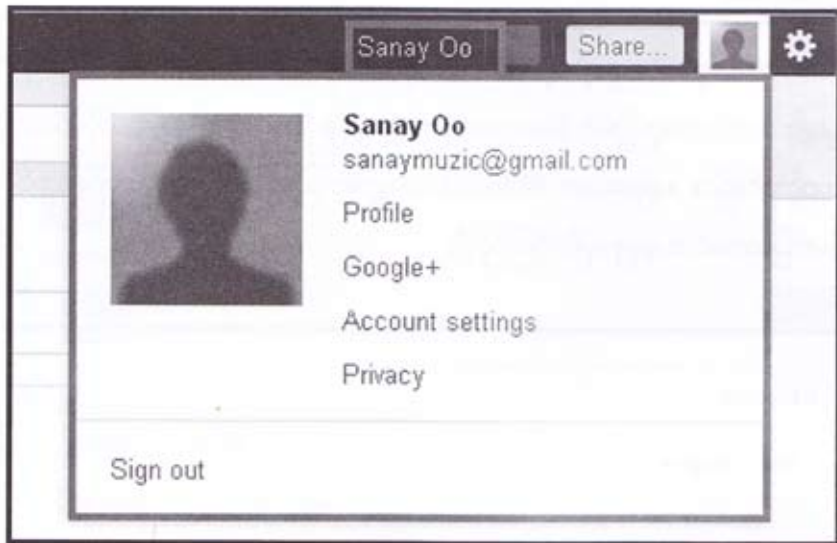 Sanay Oo Share...
Sanay Oo
sanaymuzic@gmail.com
Profile
Google+
Account settings
Privacy
Sign out